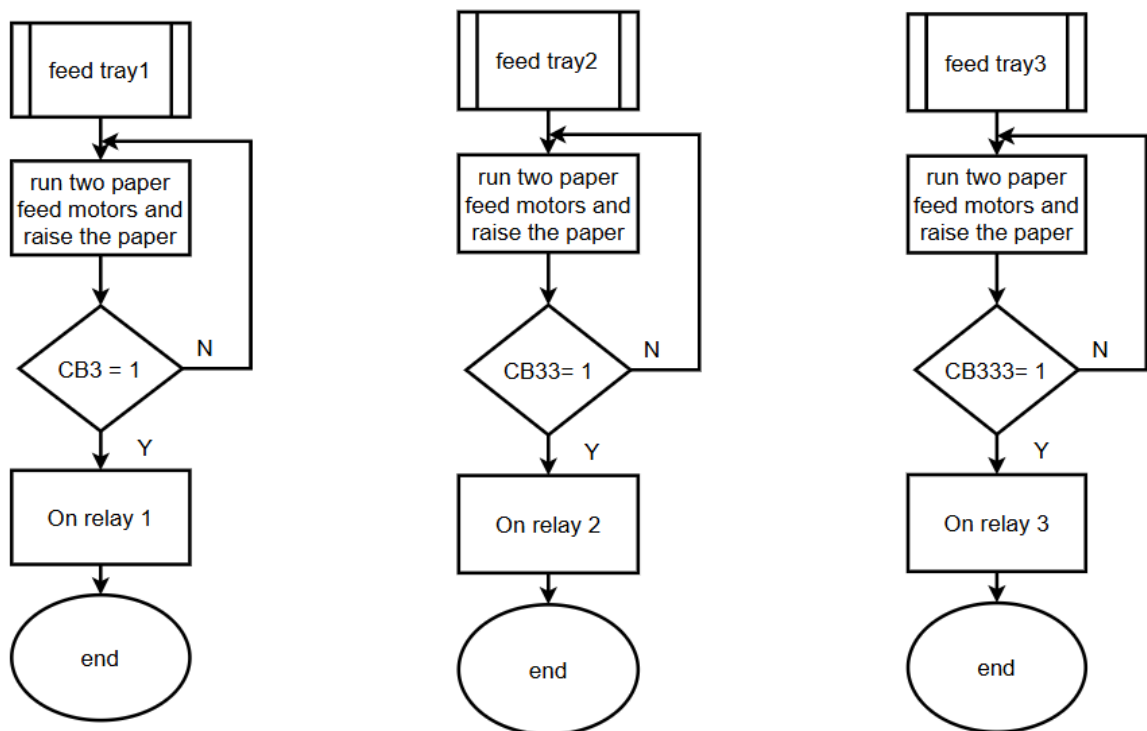 feed tray1
run two paper
feed motors and
raise the paper
CB3 = 1
N
Y
On relay 1
end
feed tray2
run two paper
feed motors and
raise the paper
CB33= 1
N
Y
On relay 2
end
feed tray3
run two paper
feed motors and
raise the paper
CB333= 1
N
Y
On relay 3
end